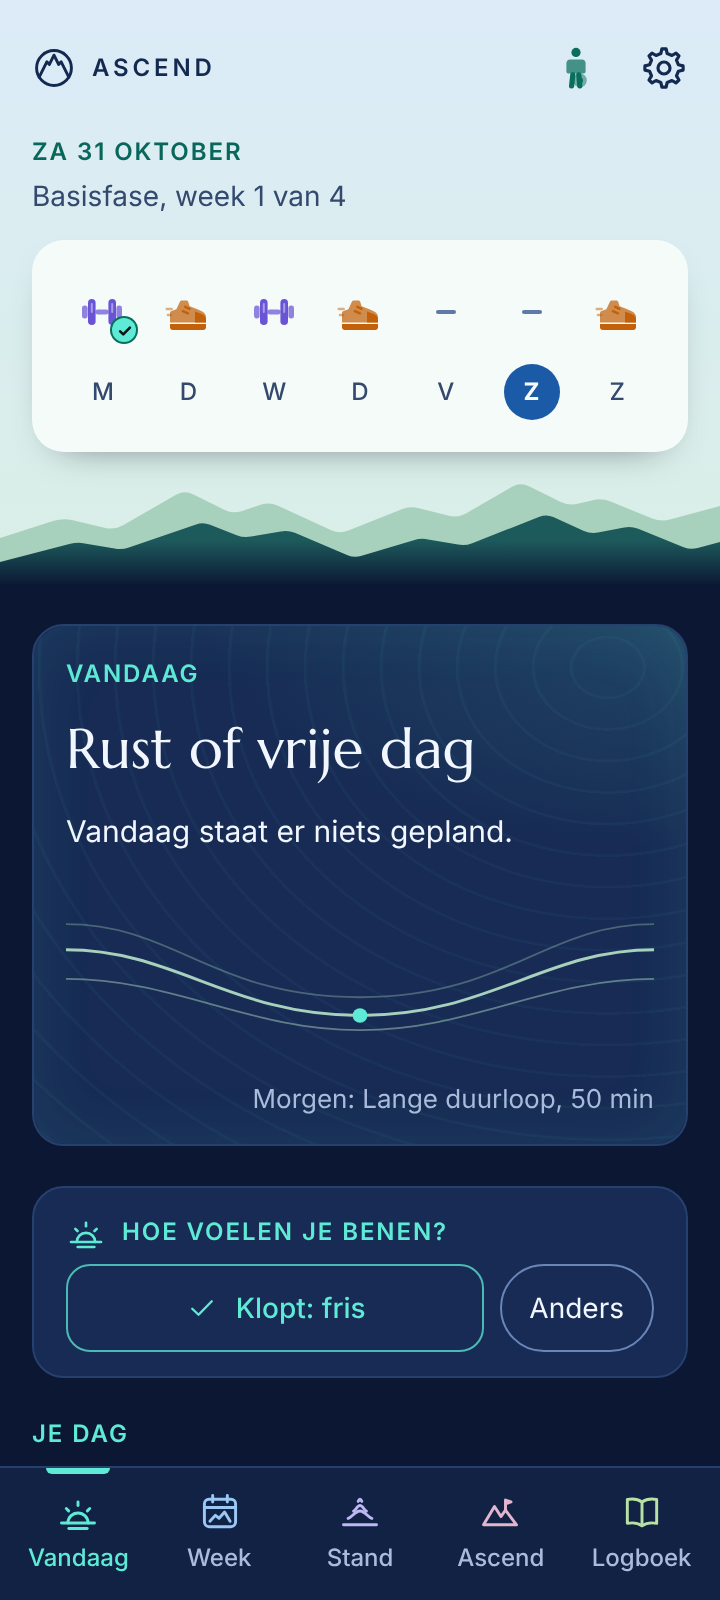 ASCEND
ZA 31 OKTOBER
Basisfase, week 1 van 4
M D W D V Z Z
VANDAAG
Rust of vrije dag
Vandaag staat er niets gepland.
Morgen: Lange duurloop, 50 min
HOE VOELEN JE BENEN?
Klopt: fris
Anders
JE DAG
Vandaag Week Stand Ascend Logboek